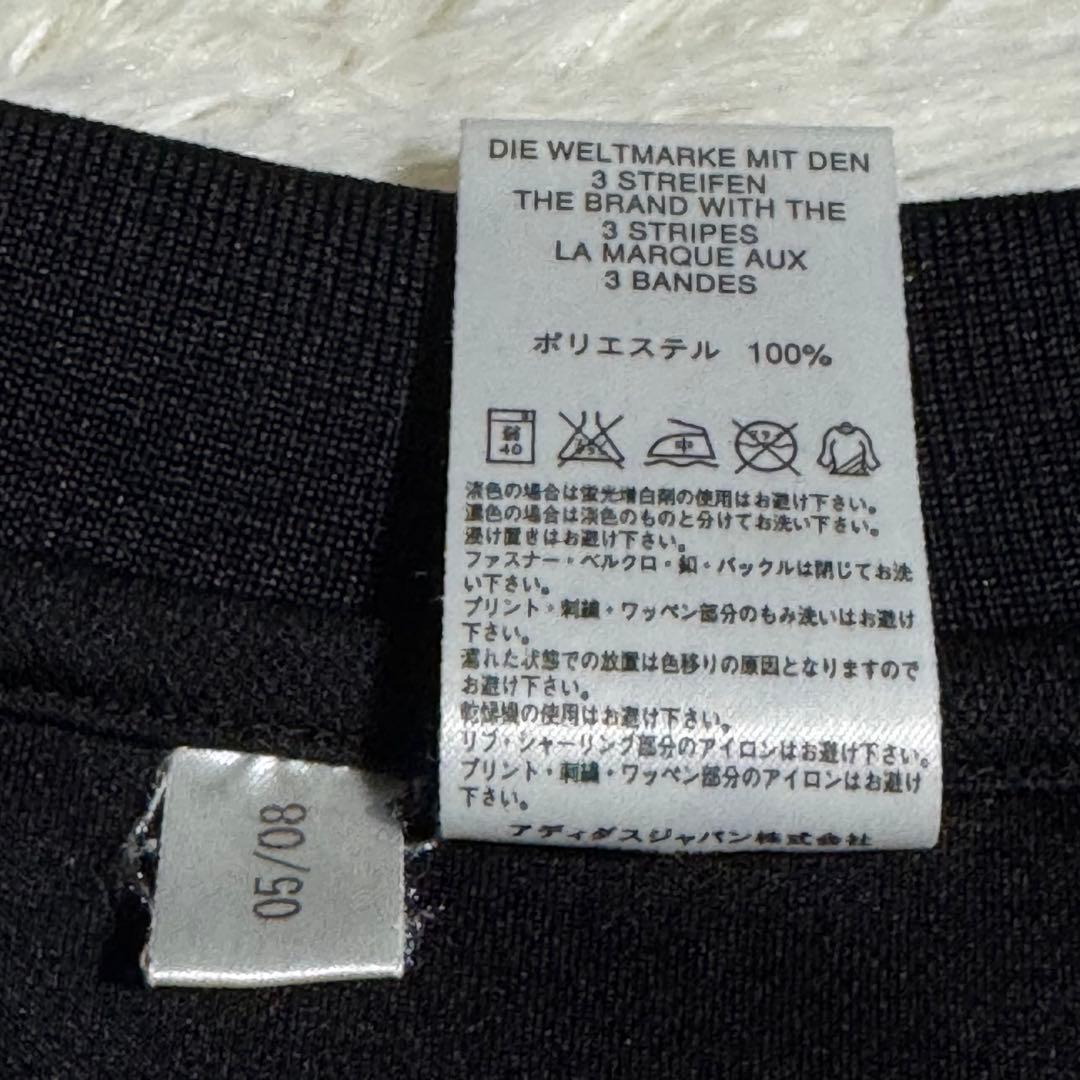 DIE WELTMARKE MIT DEN
3 STREIFEN
THE BRAND WITH THE
3 STRIPES
LA MARQUE AUX
3 BANDES
ポリエステル 100%
弱
40
中
淡色の場合は蛍光増白剤の使用はお避け下さい。
濃色の場合は淡色のものと分けてお洗い下さい。
浸け置きはお避け下さい。
ファスナー・ベルクロ・釦・バックルは閉じてお洗
い下さい。
プリント・刺繍・ワッペン部分のもみ洗いはお避け
下さい。
濡れた状態での放置は色移りの原因となりますので
お避け下さい。
乾燥機の使用はお避け下さい。
リブ・シャーリング部分のアイロンはお避け下さい。
プリント・刺繍・ワッペン部分のアイロンはお避け
下さい。
アディダスジャパン株式会社
05/08